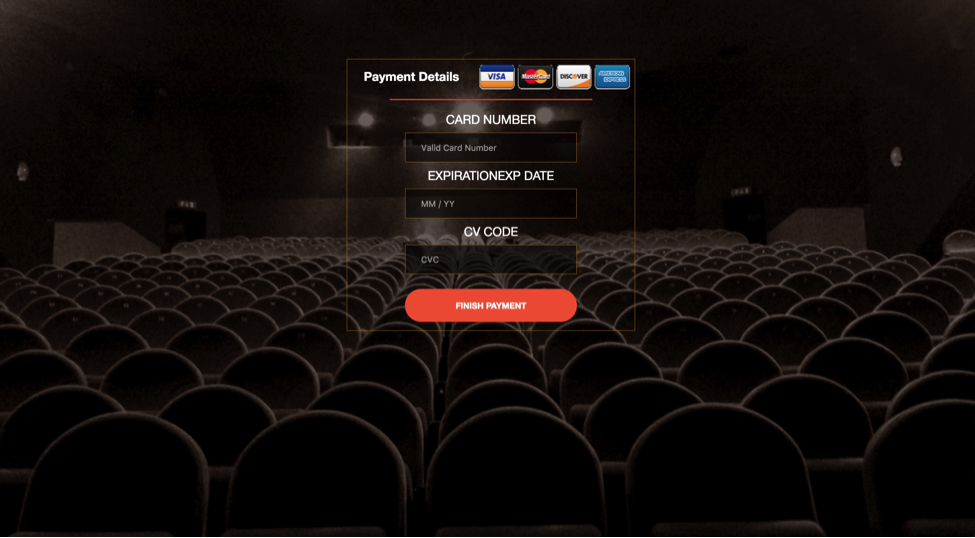 Payment Details VISA MasterCard DISCOVER AMERICAN EXPRESS
CARD NUMBER
Valid Card Number
EXPIRATIONEXP DATE
MM / YY
CV CODE
CVC
FINISH PAYMENT